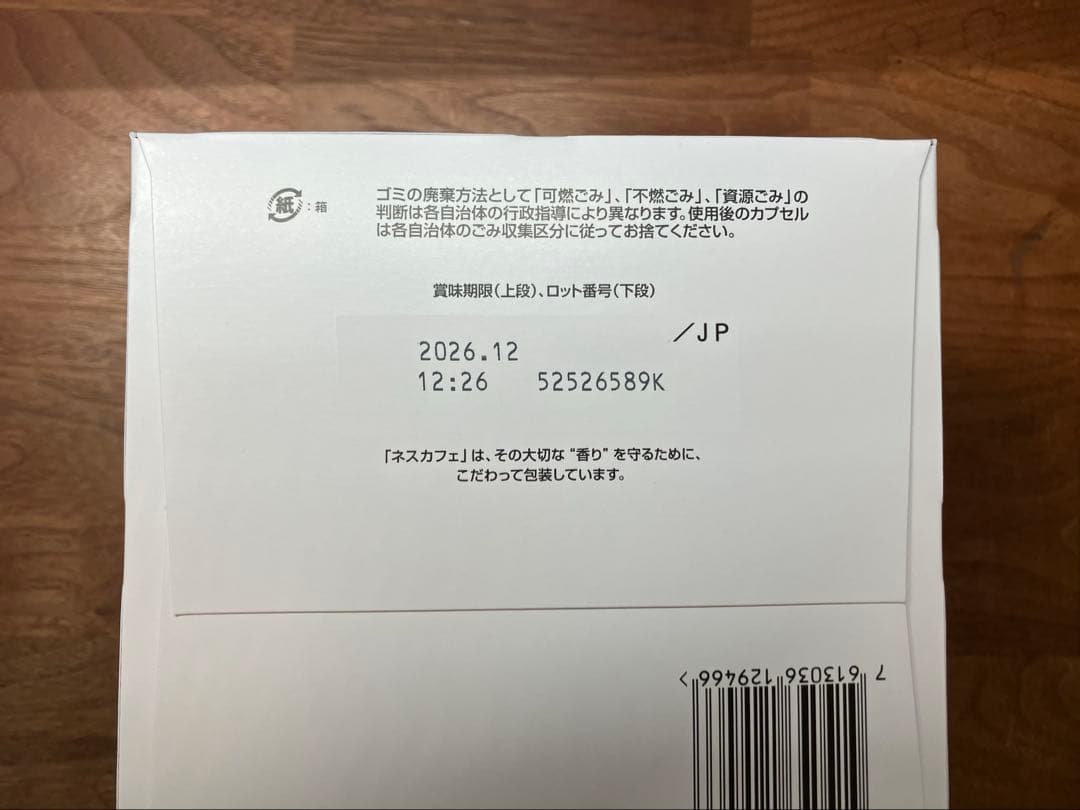 紙:箱
ゴミの廃棄方法として「可燃ごみ」、「不燃ごみ」、「資源ごみ」の
判断は各自治体の行政指導により異なります。使用後のカプセル
は各自治体のごみ収集区分に従ってお捨てください。
賞味期限(上段)、ロット番号(下段)
/JP
2026.12
12:26 52526589K
「ネスカフェ」は、その大切な“香り”を守るために、
こだわって包装しています。
7 613036 129466 >